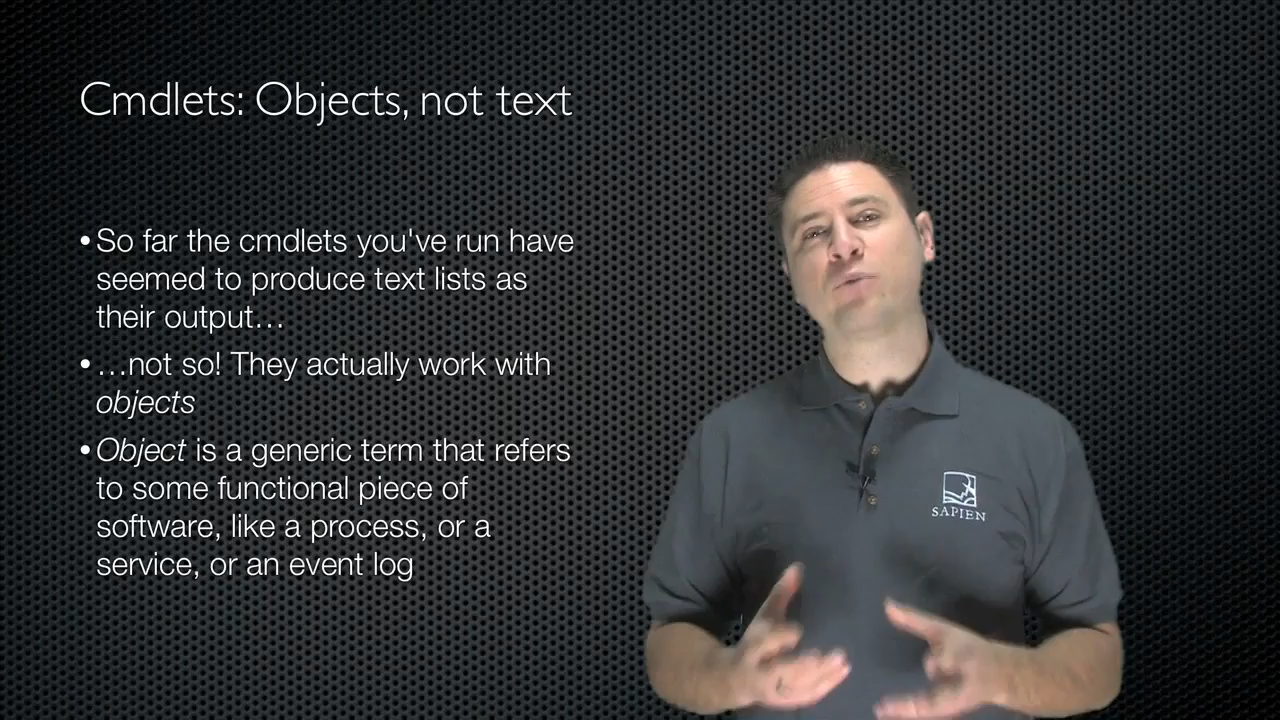 Cmdlets: Objects, not text
•So far the cmdlets you've run have
seemed to produce text lists as
their output…
•…not so! They actually work with
objects
•Object is a generic term that refers
to some functional piece of
software, like a process, or a
service, or an event log
SAPIEN